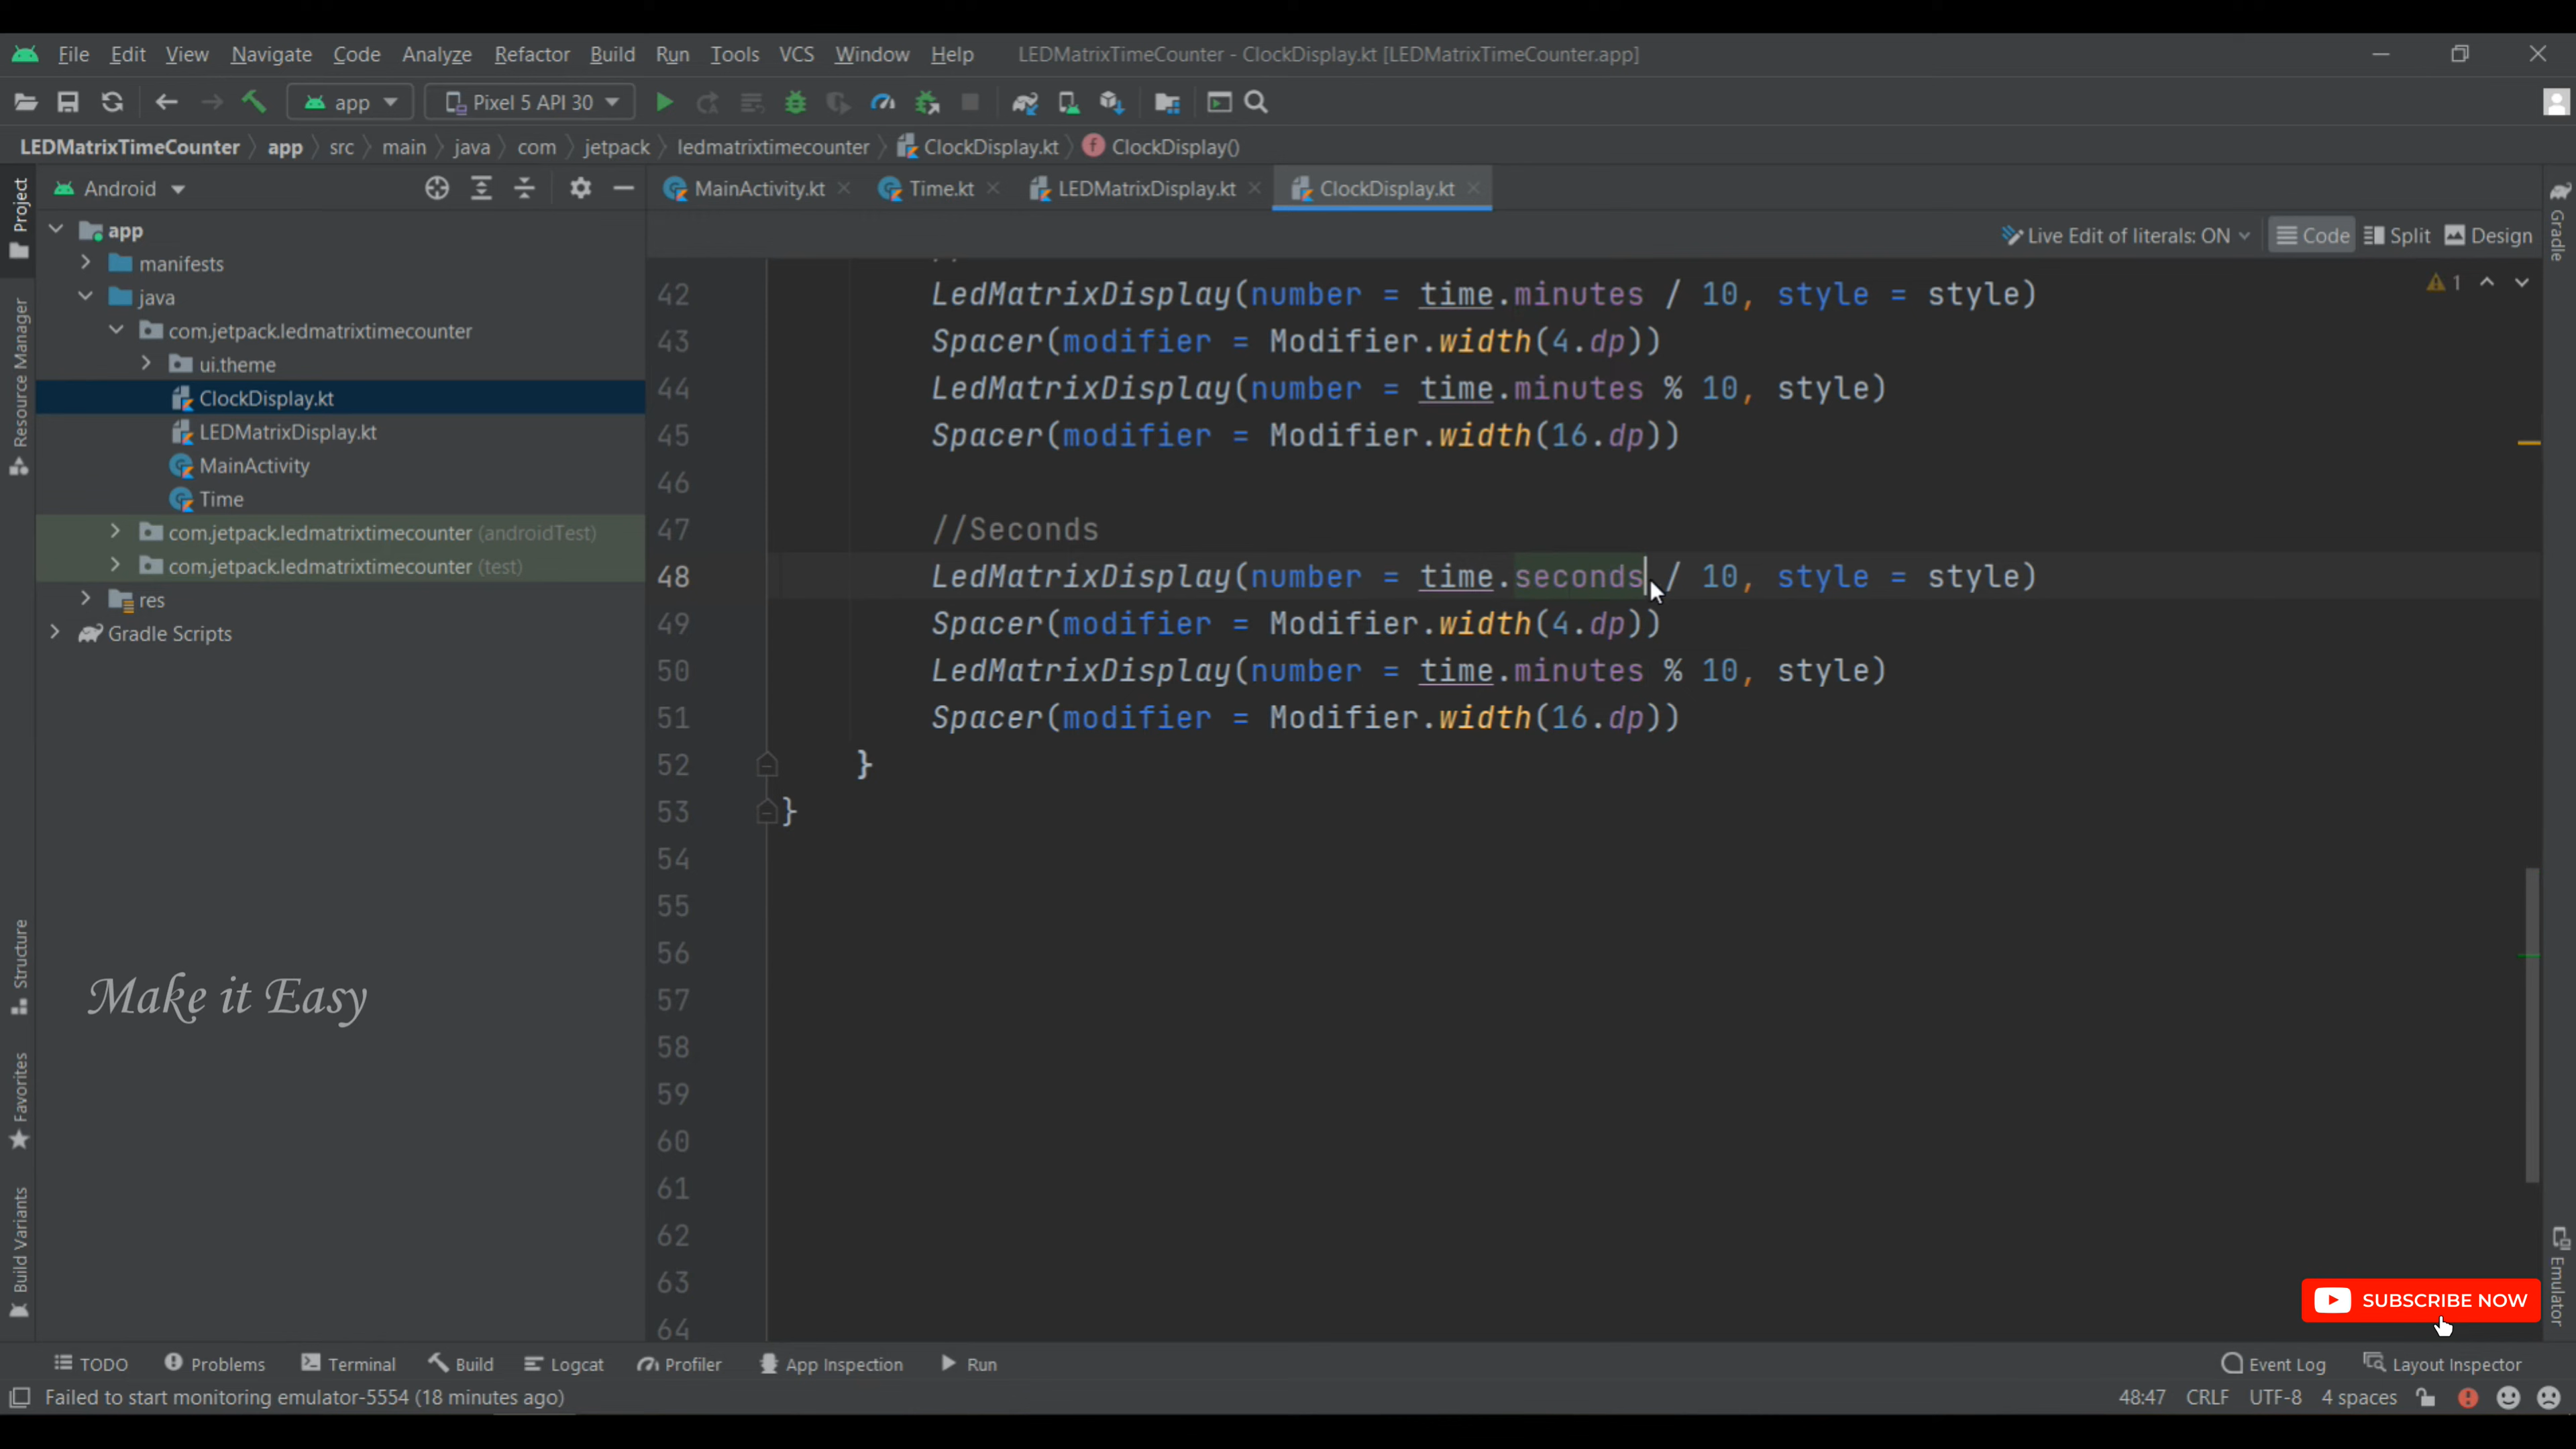 File Edit View Navigate Code Analyze Refactor Build Run Tools VCS Window Help LEDMatrixTimeCounter - ClockDisplay.kt [LEDMatrixTimeCounter.app]
app Pixel 5 API 30
LEDMatrixTimeCounter app src main java com jetpack ledmatrixtimecounter ClockDisplay.kt ClockDisplay()
Android MainActivity.kt Time.kt LEDMatrixDisplay.kt ClockDisplay.kt
Live Edit of literals: ON Code Split Design
Project
Resource Manager
Structure
Favorites
Build Variants
Gradle
Emulator
app
manifests
java
com.jetpack.ledmatrixtimecounter
ui.theme
ClockDisplay.kt
LEDMatrixDisplay.kt
MainActivity
Time
com.jetpack.ledmatrixtimecounter (androidTest)
com.jetpack.ledmatrixtimecounter (test)
res
Gradle Scripts
Make it Easy
1
42 LedMatrixDisplay(number = time.minutes / 10, style = style)
43 Spacer(modifier = Modifier.width(4.dp))
44 LedMatrixDisplay(number = time.minutes % 10, style)
45 Spacer(modifier = Modifier.width(16.dp))
46
47 //Seconds
48 LedMatrixDisplay(number = time.seconds / 10, style = style)
49 Spacer(modifier = Modifier.width(4.dp))
50 LedMatrixDisplay(number = time.minutes % 10, style)
51 Spacer(modifier = Modifier.width(16.dp))
52 }
53 }
54
55
56
57
58
59
60
61
62
63
64
SUBSCRIBE NOW
TODO Problems Terminal Build Logcat Profiler App Inspection Run Event Log Layout Inspector
Failed to start monitoring emulator-5554 (18 minutes ago) 48:47 CRLF UTF-8 4 spaces